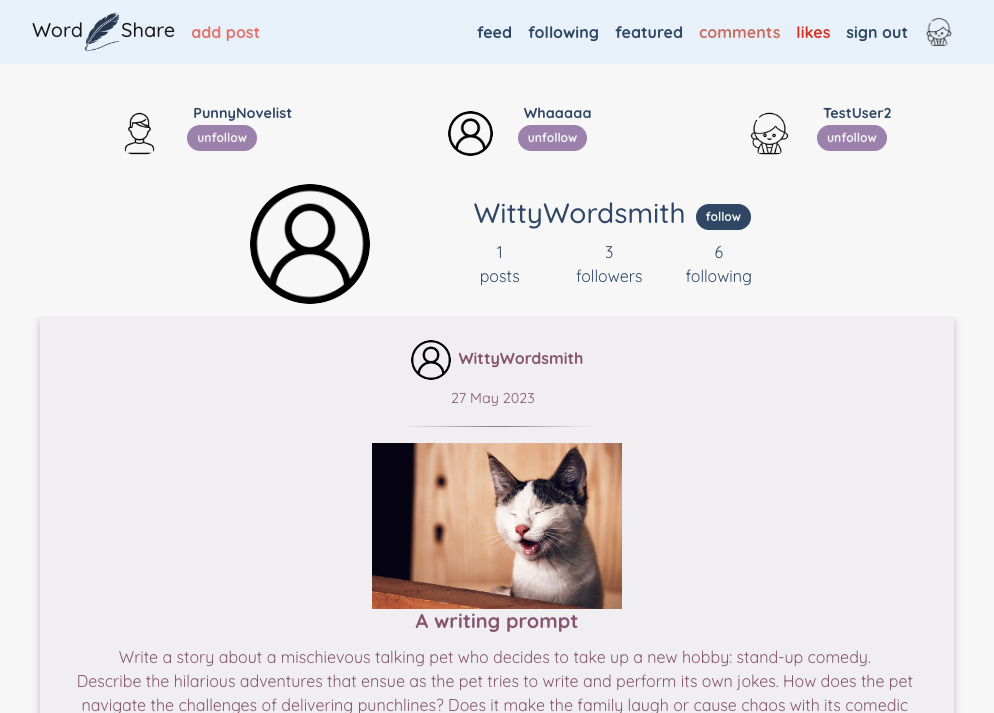 Word Share add post feed following featured comments likes sign out
PunnyNovelist Whaaaaa TestUser2
unfollow unfollow unfollow
WittyWordsmith follow
1 3 6
posts followers following
WittyWordsmith
27 May 2023
A writing prompt
Write a story about a mischievous talking pet who decides to take up a new hobby: stand-up comedy.
Describe the hilarious adventures that ensue as the pet tries to write and perform its own jokes. How does the pet
navigate the challenges of delivering punchlines? Does it make the family laugh or cause chaos with its comedic